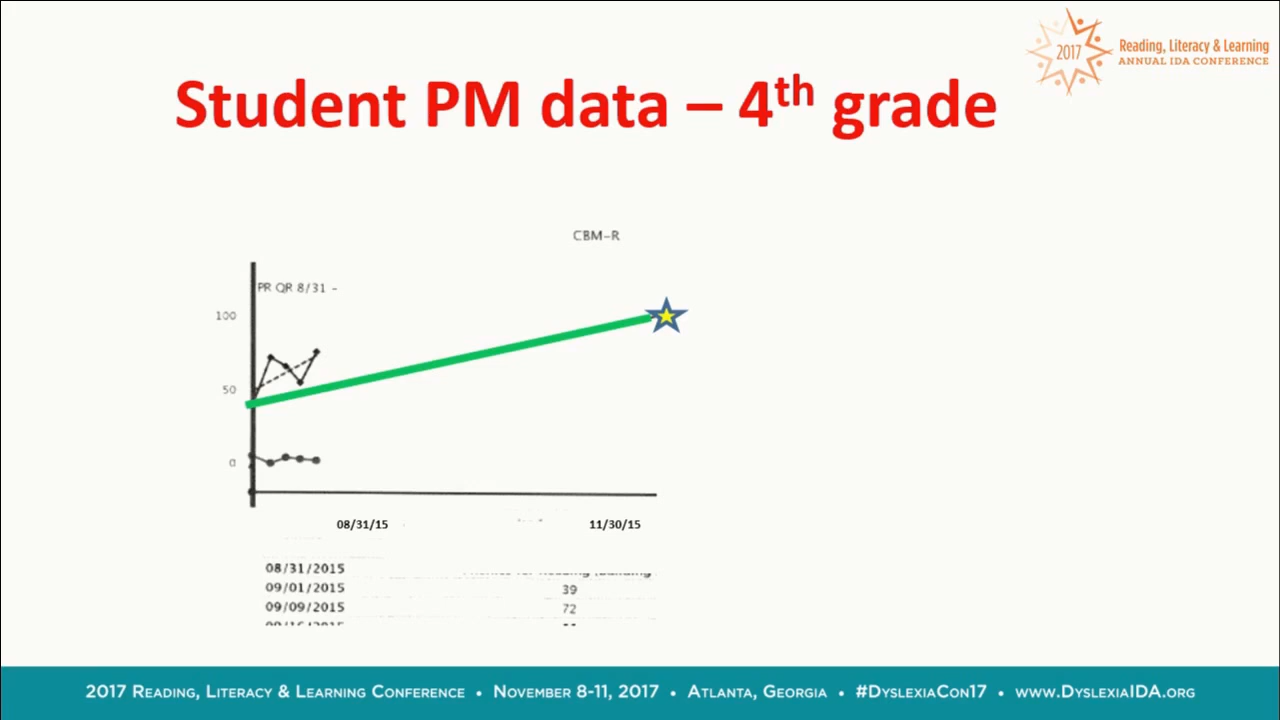 2017
Reading, Literacy & Learning
ANNUAL IDA CONFERENCE
Student PM data – 4th grade
CBM-R
PR QR 8/31 -
100
50
0
08/31/15
11/30/15
08/31/2015
09/01/2015 39
09/09/2015 72
2017 READING, LITERACY & LEARNING CONFERENCE • NOVEMBER 8-11, 2017 • ATLANTA, GEORGIA • #DYSLEXIACON17 • WWW.DYSLEXIAIDA.ORG